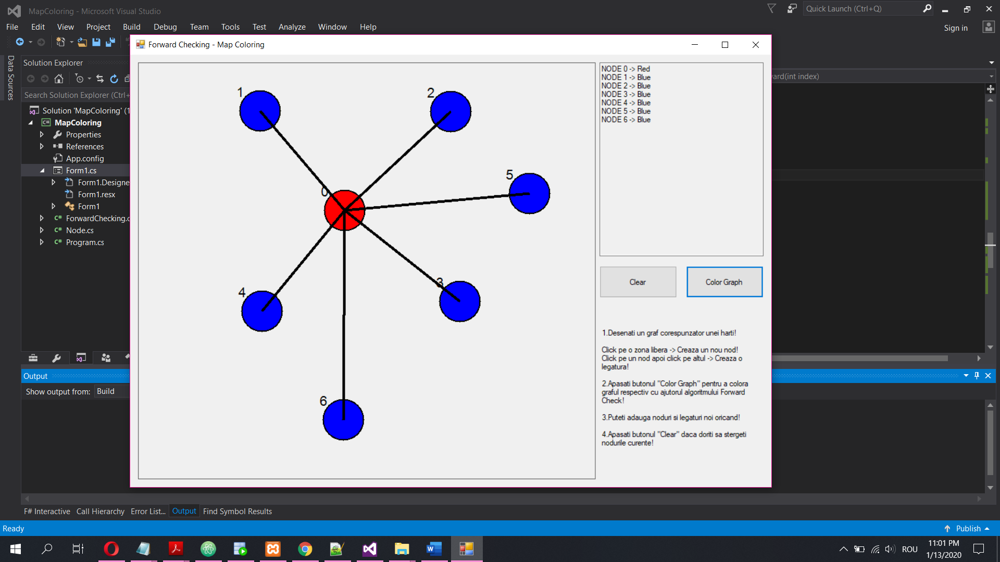 MapColoring - Microsoft Visual Studio
Quick Launch (Ctrl+Q)
File Edit View Project Build Debug Team Tools Test Analyze Window Help
Sign in
Forward Checking - Map Coloring
Data Sources
Solution Explorer
Search Solution Explorer (Ctrl+
Solution 'MapColoring' (1
MapColoring
Properties
References
App.config
Form1.cs
Form1.Designe
Form1.resx
Form1
ForwardChecking.c
Node.cs
Program.cs
ard(int index)
1
2
5
0
4
3
6
NODE 0 -> Red
NODE 1 -> Blue
NODE 2 -> Blue
NODE 3 -> Blue
NODE 4 -> Blue
NODE 5 -> Blue
NODE 6 -> Blue
Clear
Color Graph
1.Desenati un graf corespunzator unei harti!
Click pe o zona libera -> Creaza un nou nod!
Click pe un nod apoi click pe altul -> Creaza o
legatura!
2.Apasati butonul "Color Graph" pentru a colora
graful respectiv cu ajutorul algoritmului Forward
Check!
3.Puteti adauga noduri si legaturi noi oricand!
4.Apasati butonul "Clear" daca doriti sa stergeti
nodurile curente!
Output
Show output from: Build
F# Interactive Call Hierarchy Error List... Output Find Symbol Results
Ready
Publish
ROU
11:01 PM
1/13/2020